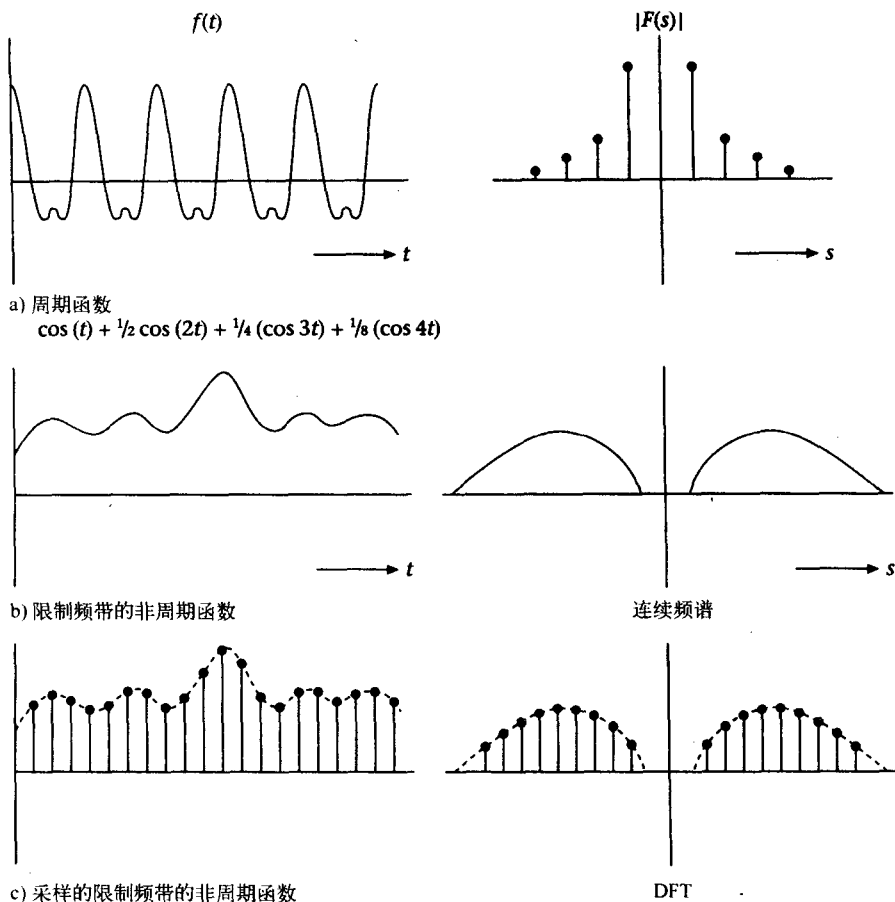 f(t)
|F(s)|
t
s
a) 周期函数
cos (t) + 1/2 cos (2t) + 1/4 (cos 3t) + 1/8 (cos 4t)
t
s
b) 限制频带的非周期函数
连续频谱
c) 采样的限制频带的非周期函数
DFT